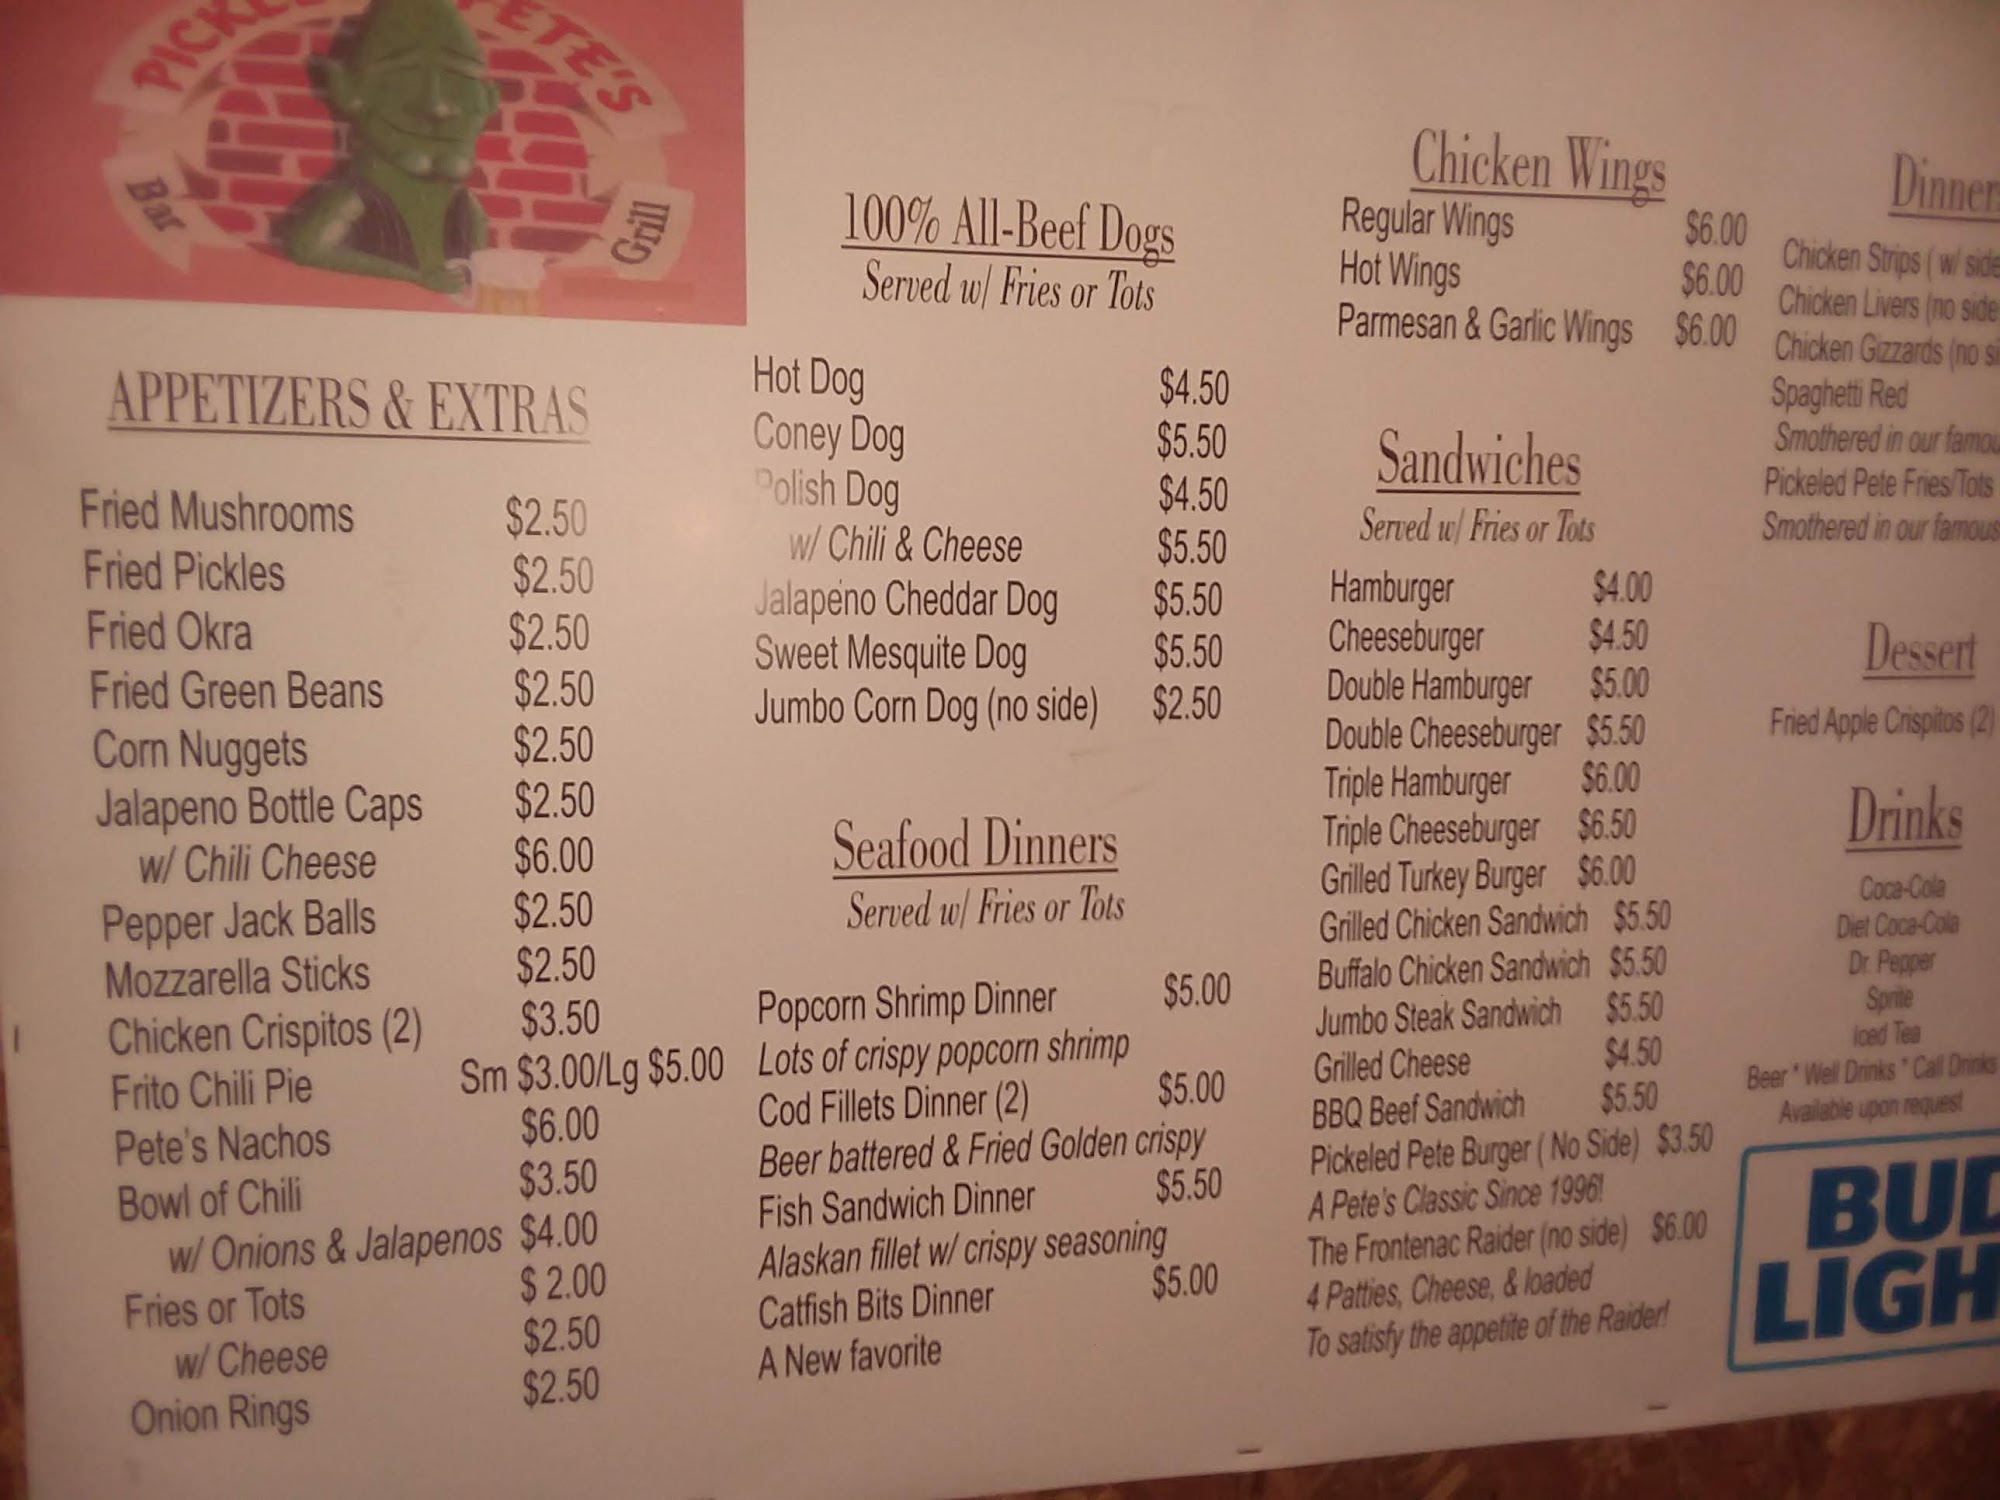 PETE'S
Bar
Grill
APPETIZERS & EXTRAS
Fried Mushrooms $2.50
Fried Pickles $2.50
Fried Okra $2.50
Fried Green Beans $2.50
Corn Nuggets $2.50
Jalapeno Bottle Caps $2.50
w/ Chili Cheese $6.00
Pepper Jack Balls $2.50
Mozzarella Sticks $2.50
Chicken Crispitos (2) $3.50
Frito Chili Pie Sm $3.00/Lg $5.00
Pete's Nachos $6.00
Bowl of Chili $3.50
w/ Onions & Jalapenos $4.00
Fries or Tots $ 2.00
w/ Cheese $2.50
Onion Rings $2.50
100% All-Beef Dogs
Served w/ Fries or Tots
Hot Dog $4.50
Coney Dog $5.50
Polish Dog $4.50
w/ Chili & Cheese $5.50
Jalapeno Cheddar Dog $5.50
Sweet Mesquite Dog $5.50
Jumbo Corn Dog (no side) $2.50
Seafood Dinners
Served w/ Fries or Tots
Popcorn Shrimp Dinner $5.00
Lots of crispy popcorn shrimp
Cod Fillets Dinner (2) $5.00
Beer battered & Fried Golden crispy
Fish Sandwich Dinner $5.50
Alaskan fillet w/ crispy seasoning
Catfish Bits Dinner $5.00
A New favorite
Chicken Wings
Regular Wings $6.00
Hot Wings $6.00
Parmesan & Garlic Wings $6.00
Sandwiches
Served w/ Fries or Tots
Hamburger $4.00
Cheeseburger $4.50
Double Hamburger $5.00
Double Cheeseburger $5.50
Triple Hamburger $6.00
Triple Cheeseburger $6.50
Grilled Turkey Burger $6.00
Grilled Chicken Sandwich $5.50
Buffalo Chicken Sandwich $5.50
Jumbo Steak Sandwich $5.50
Grilled Cheese $4.50
BBQ Beef Sandwich $5.50
Pickeled Pete Burger ( No Side) $3.50
A Pete's Classic Since 1996!
The Frontenac Raider (no side) $6.00
4 Patties, Cheese, & loaded
To satisfy the appetite of the Raider!
Dinner
Chicken Strips ( w/ side
Chicken Livers (no side
Chicken Gizzards (no si
Spaghetti Red
Smothered in our famou
Pickeled Pete Fries/Tots
Smothered in our famous
Dessert
Fried Apple Crispitos (2)
Drinks
Coca-Cola
Diet Coca-Cola
Dr. Pepper
Sprite
Iced Tea
Beer * Well Drinks * Call Drinks
Available upon request
BUD
LIGH